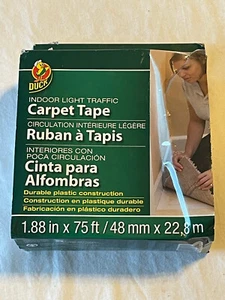 DUCK
INDOOR LIGHT TRAFFIC
Carpet Tape
CIRCULATION INTÉRIEURE LÉGÈRE
Ruban à Tapis
INTERIORES CON
POCA CIRCULACIÓN
Cinta para
Alfombras
Durable plastic construction
Construction en plastique durable
Fabricación en plástico duradero
1.88 in x 75 ft / 48 mm x 22,8 m